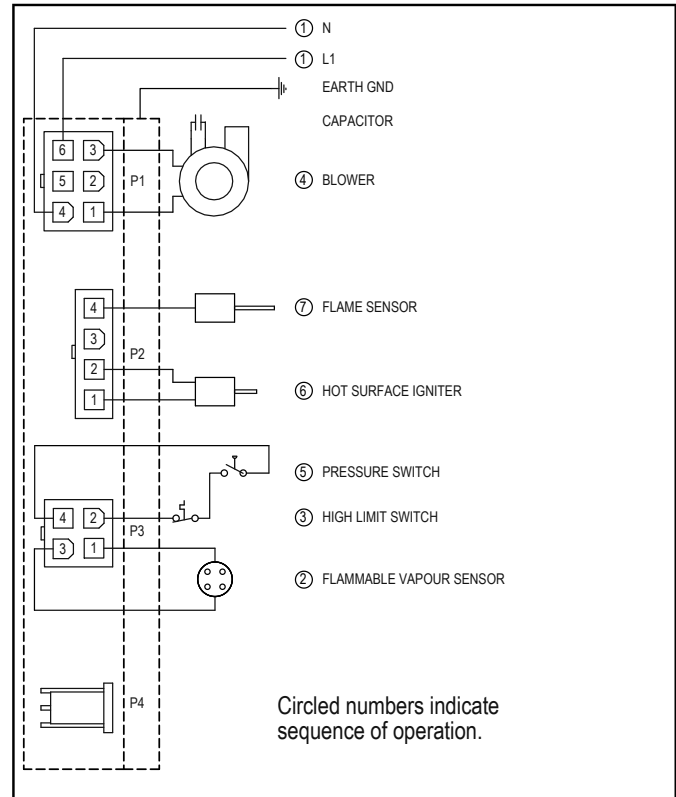 ① N
① L1
EARTH GND
CAPACITOR
6 3
5 2
P1
④ BLOWER
4 1
4
⑦ FLAME SENSOR
3
P2
2
1
⑥ HOT SURFACE IGNITER
⑤ PRESSURE SWITCH
4 2
③ HIGH LIMIT SWITCH
P3
3 1
② FLAMMABLE VAPOUR SENSOR
P4
Circled numbers indicate
sequence of operation.